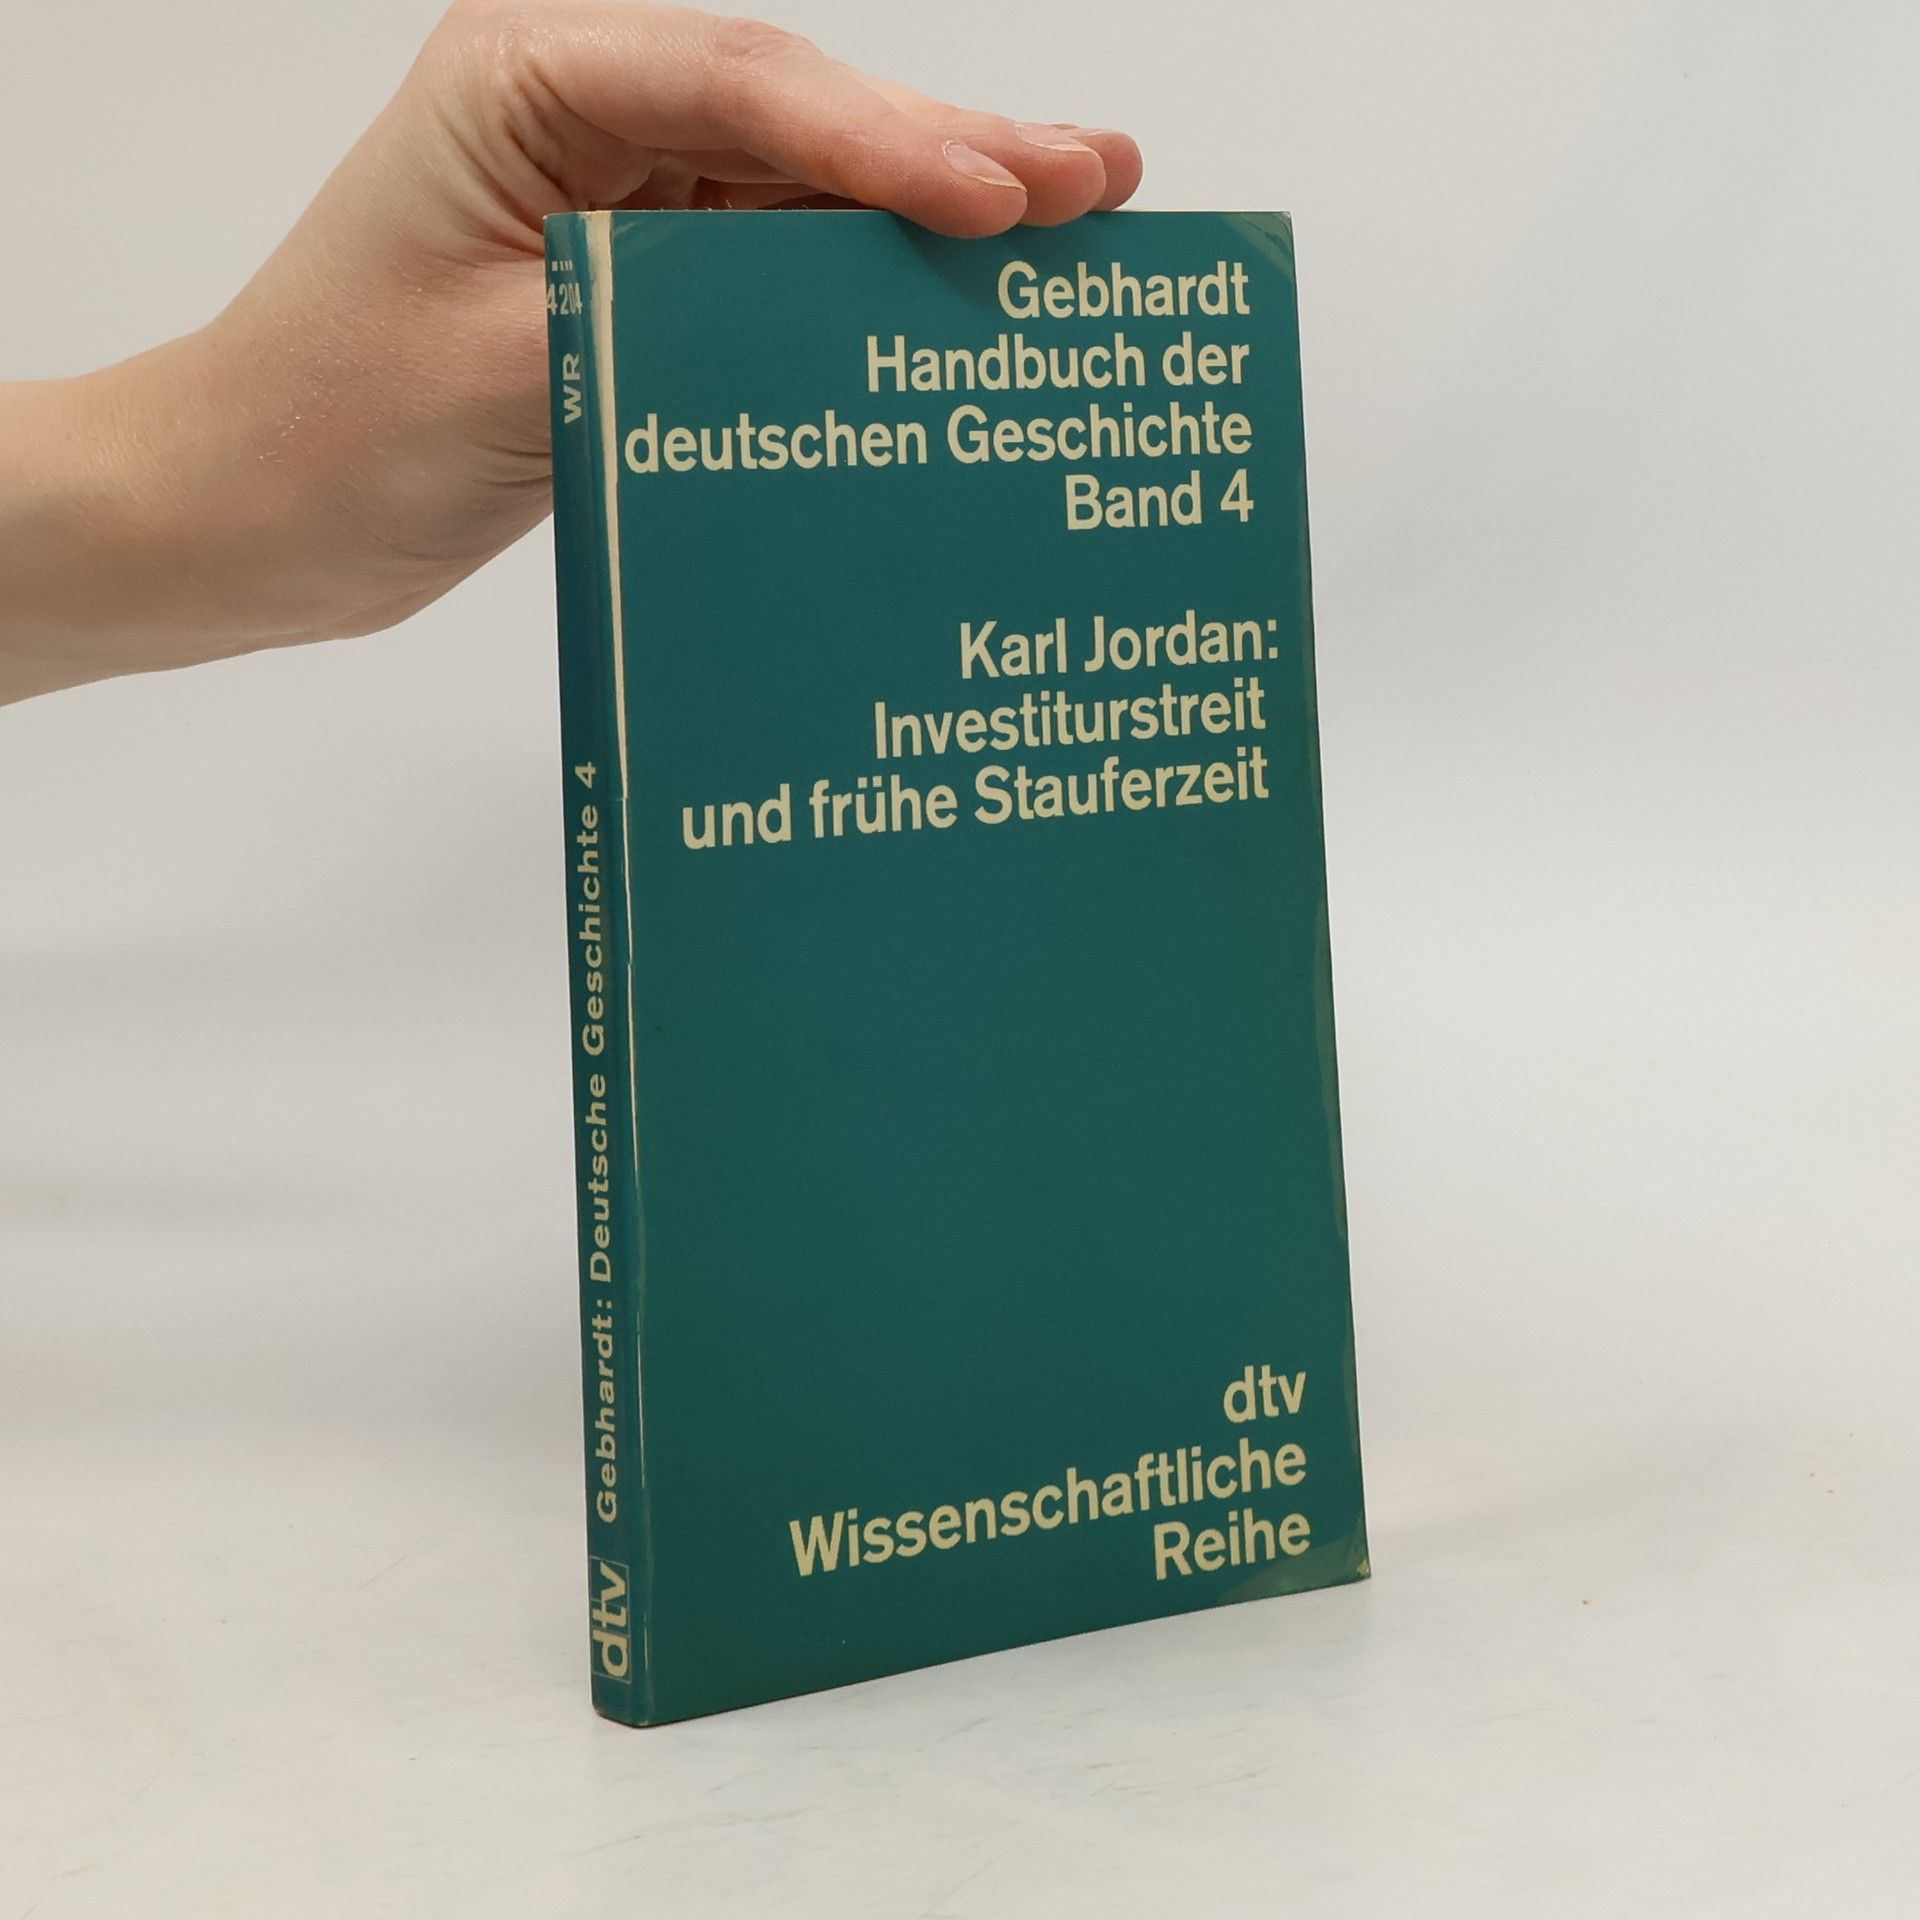 Gebhardt
Handbuch der
deutschen Geschichte
Band 4
Karl Jordan:
Investiturstreit
und frühe Stauferzeit
dtv
Wissenschaftliche
Reihe
4204
WR
Gebhardt: Deutsche Geschichte 4
dtv